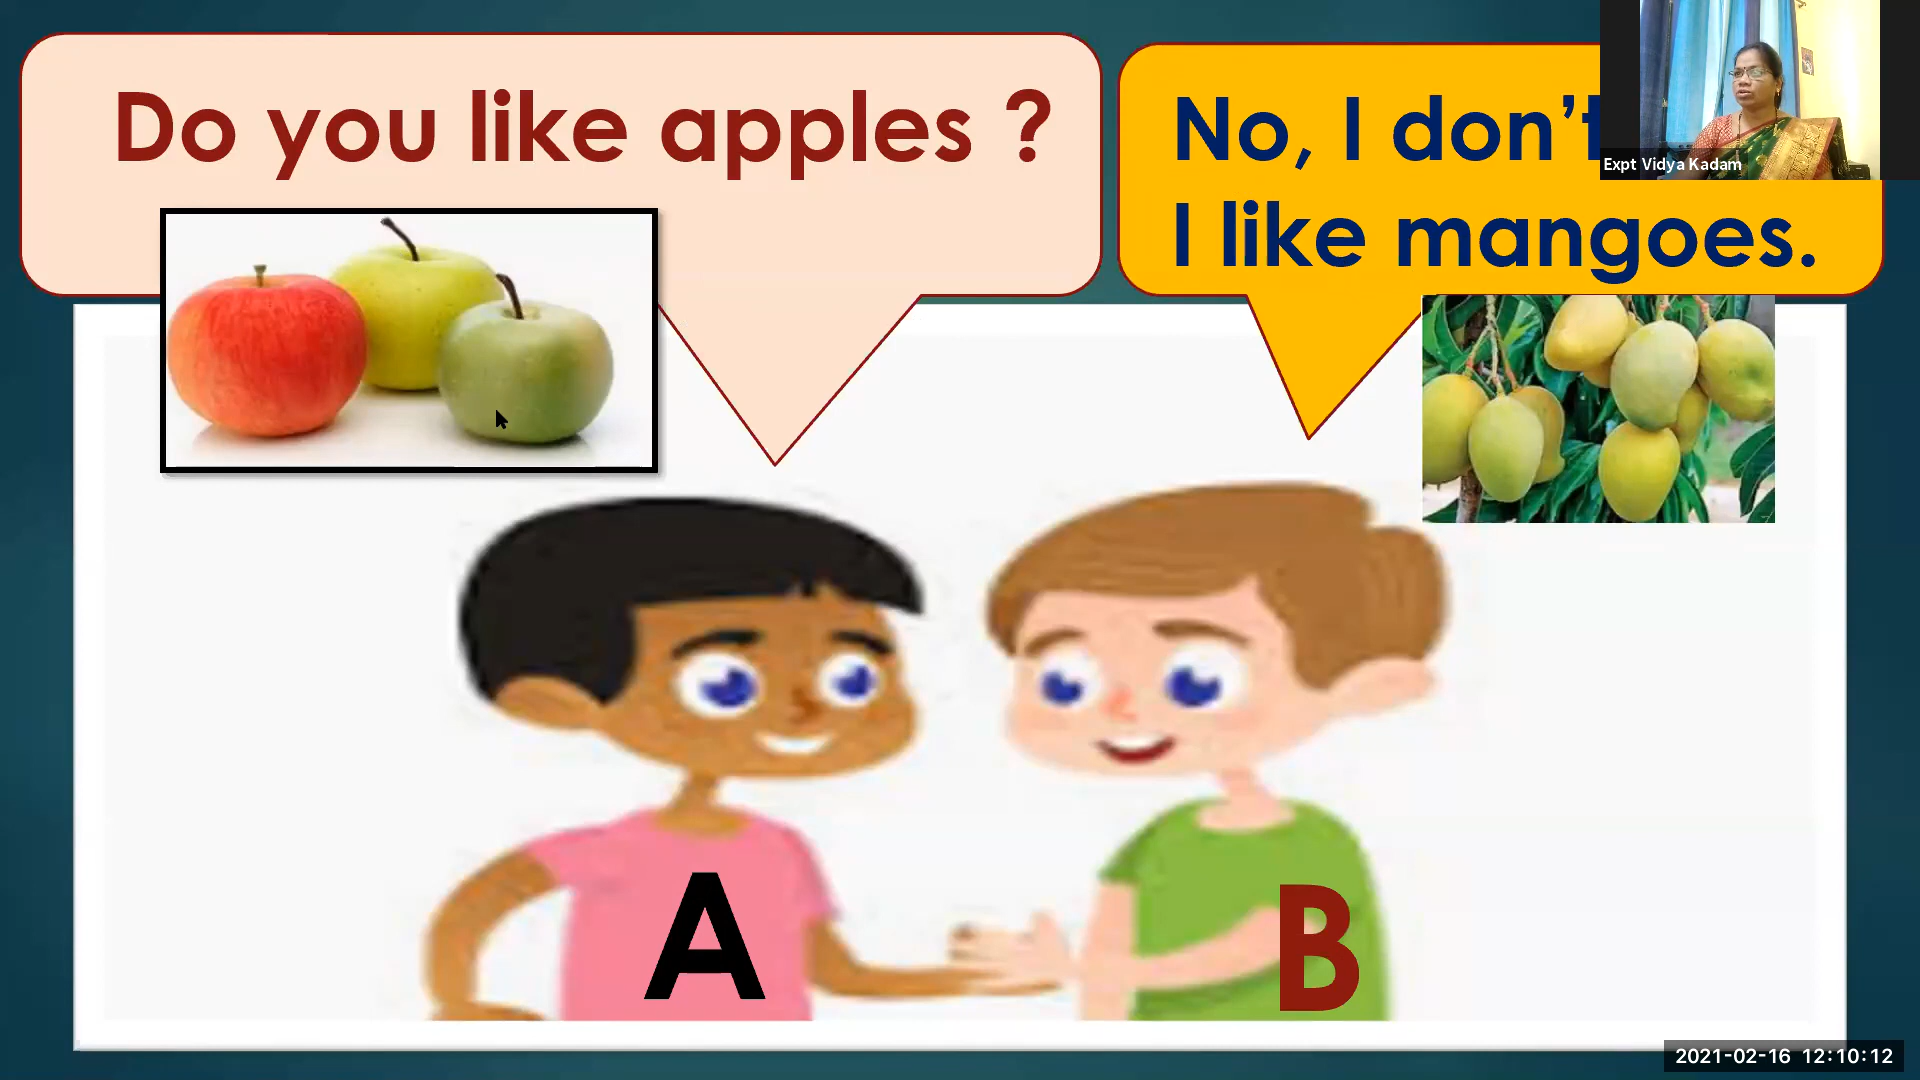 Do you like apples ?
No, I don't
I like mangoes.
Expt Vidya Kadam
A
B
2021-02-16 12:10:12